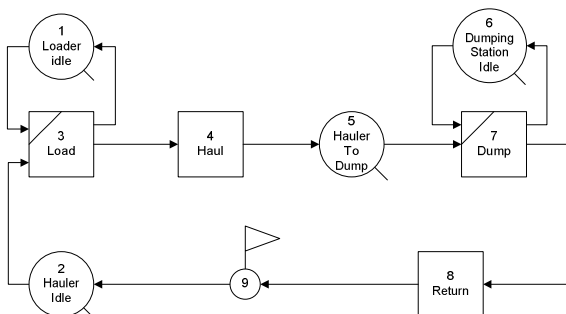 1
Loader
idle
6
Dumping
Station
Idle
3
Load
4
Haul
5
Hauler
To
Dump
7
Dump
2
Hauler
Idle
9
8
Return